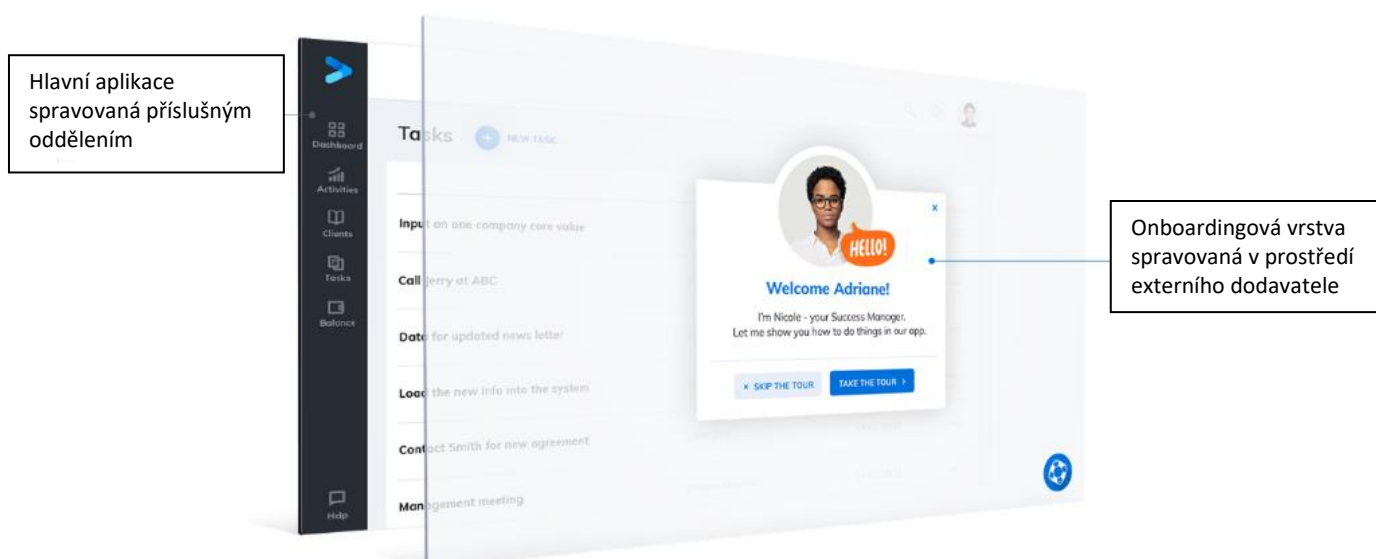 Hlavní aplikace
spravovaná příslušným
oddělením
Dashboard
Activities
Clients
Tasks
Balance
Help
Tasks
+ NEW TASK
Input on one company core value
Call Jerry at ABC
Date for updated news letter
Load the new info into the system
Contact Smith for new agreement
Management meeting
HELLO!
x
Welcome Adriane!
I'm Nicole - your Success Manager.
Let me show you how to do things in our app.
× SKIP THE TOUR
TAKE THE TOUR >
Onboardingová vrstva
spravovaná v prostředí
externího dodavatele